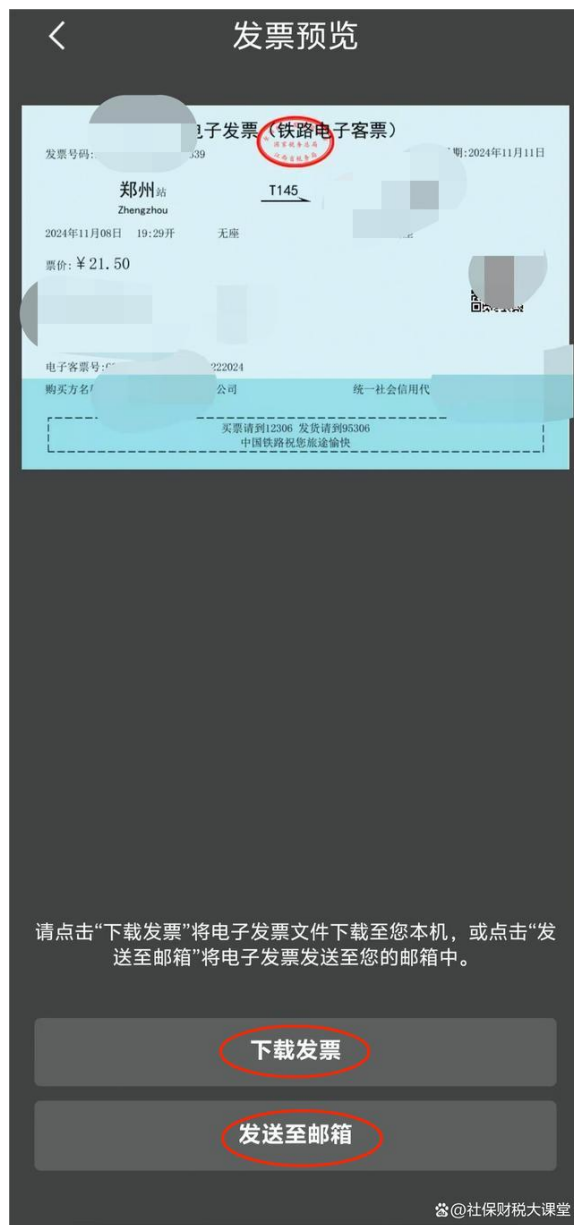 发票预览
电子发票（铁路电子客票）
国家税务总局
发票号码:
39
期:2024年11月11日
郑州站
T145
Zhengzhou
2024年11月08日 19:29开 无座
票价:￥21.50
电子客票号:
222024
购买方名
公司
统一社会信用代
买票请到12306 发货请到95306
中国铁路祝您旅途愉快
请点击“下载发票”将电子发票文件下载至您本机，或点击“发
送至邮箱”将电子发票发送至您的邮箱中。
下载发票
发送至邮箱
@社保财税大课堂